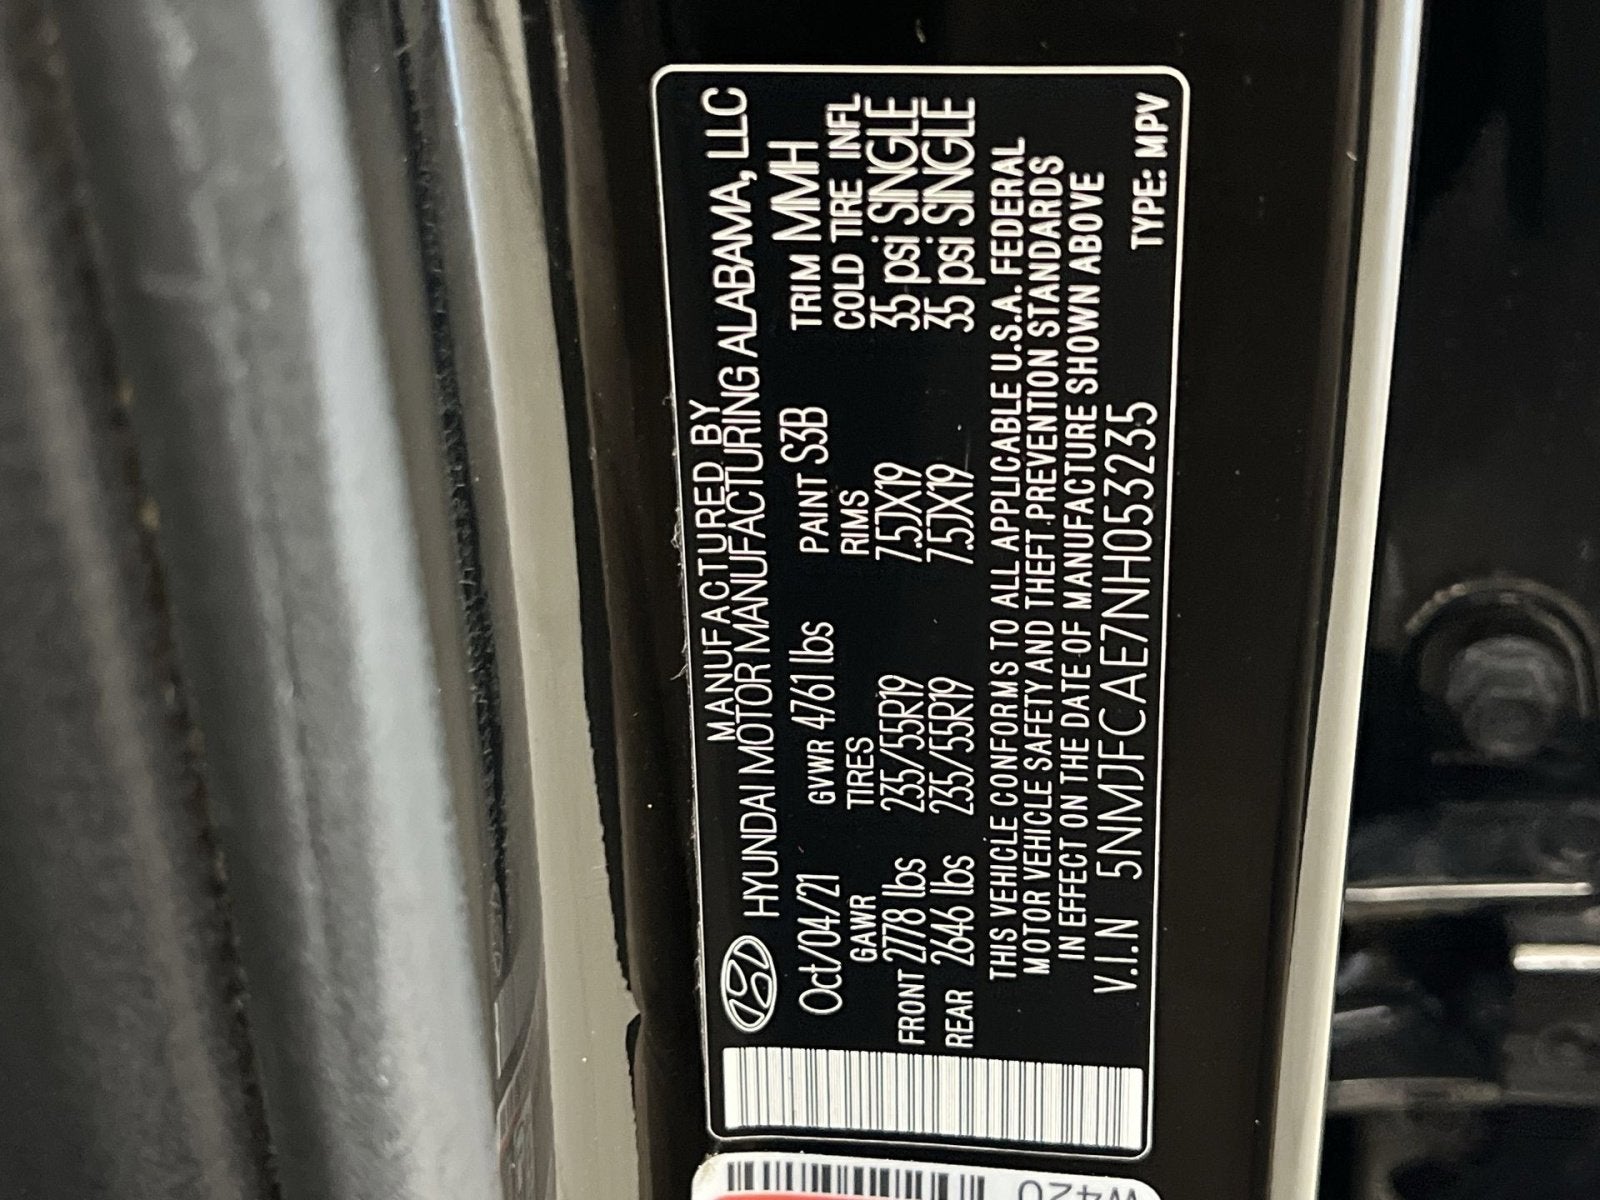 MANUFACTURED BY
HYUNDAI MOTOR MANUFACTURING ALABAMA, LLC
Oct/04/21 GVWR 4761 lbs PAINT S3B TRIM MMH
GAWR TIRES RIMS COLD TIRE INFL
FRONT 2778 lbs 235/55R19 7.5JX19 35 psi SINGLE
REAR 2646 lbs 235/55R19 7.5JX19 35 psi SINGLE
THIS VEHICLE CONFORMS TO ALL APPLICABLE U.S.A. FEDERAL
MOTOR VEHICLE SAFETY AND THEFT PREVENTION STANDARDS
IN EFFECT ON THE DATE OF MANUFACTURE SHOWN ABOVE
V.I.N 5NMJFCAE7NH053235 TYPE: MPV